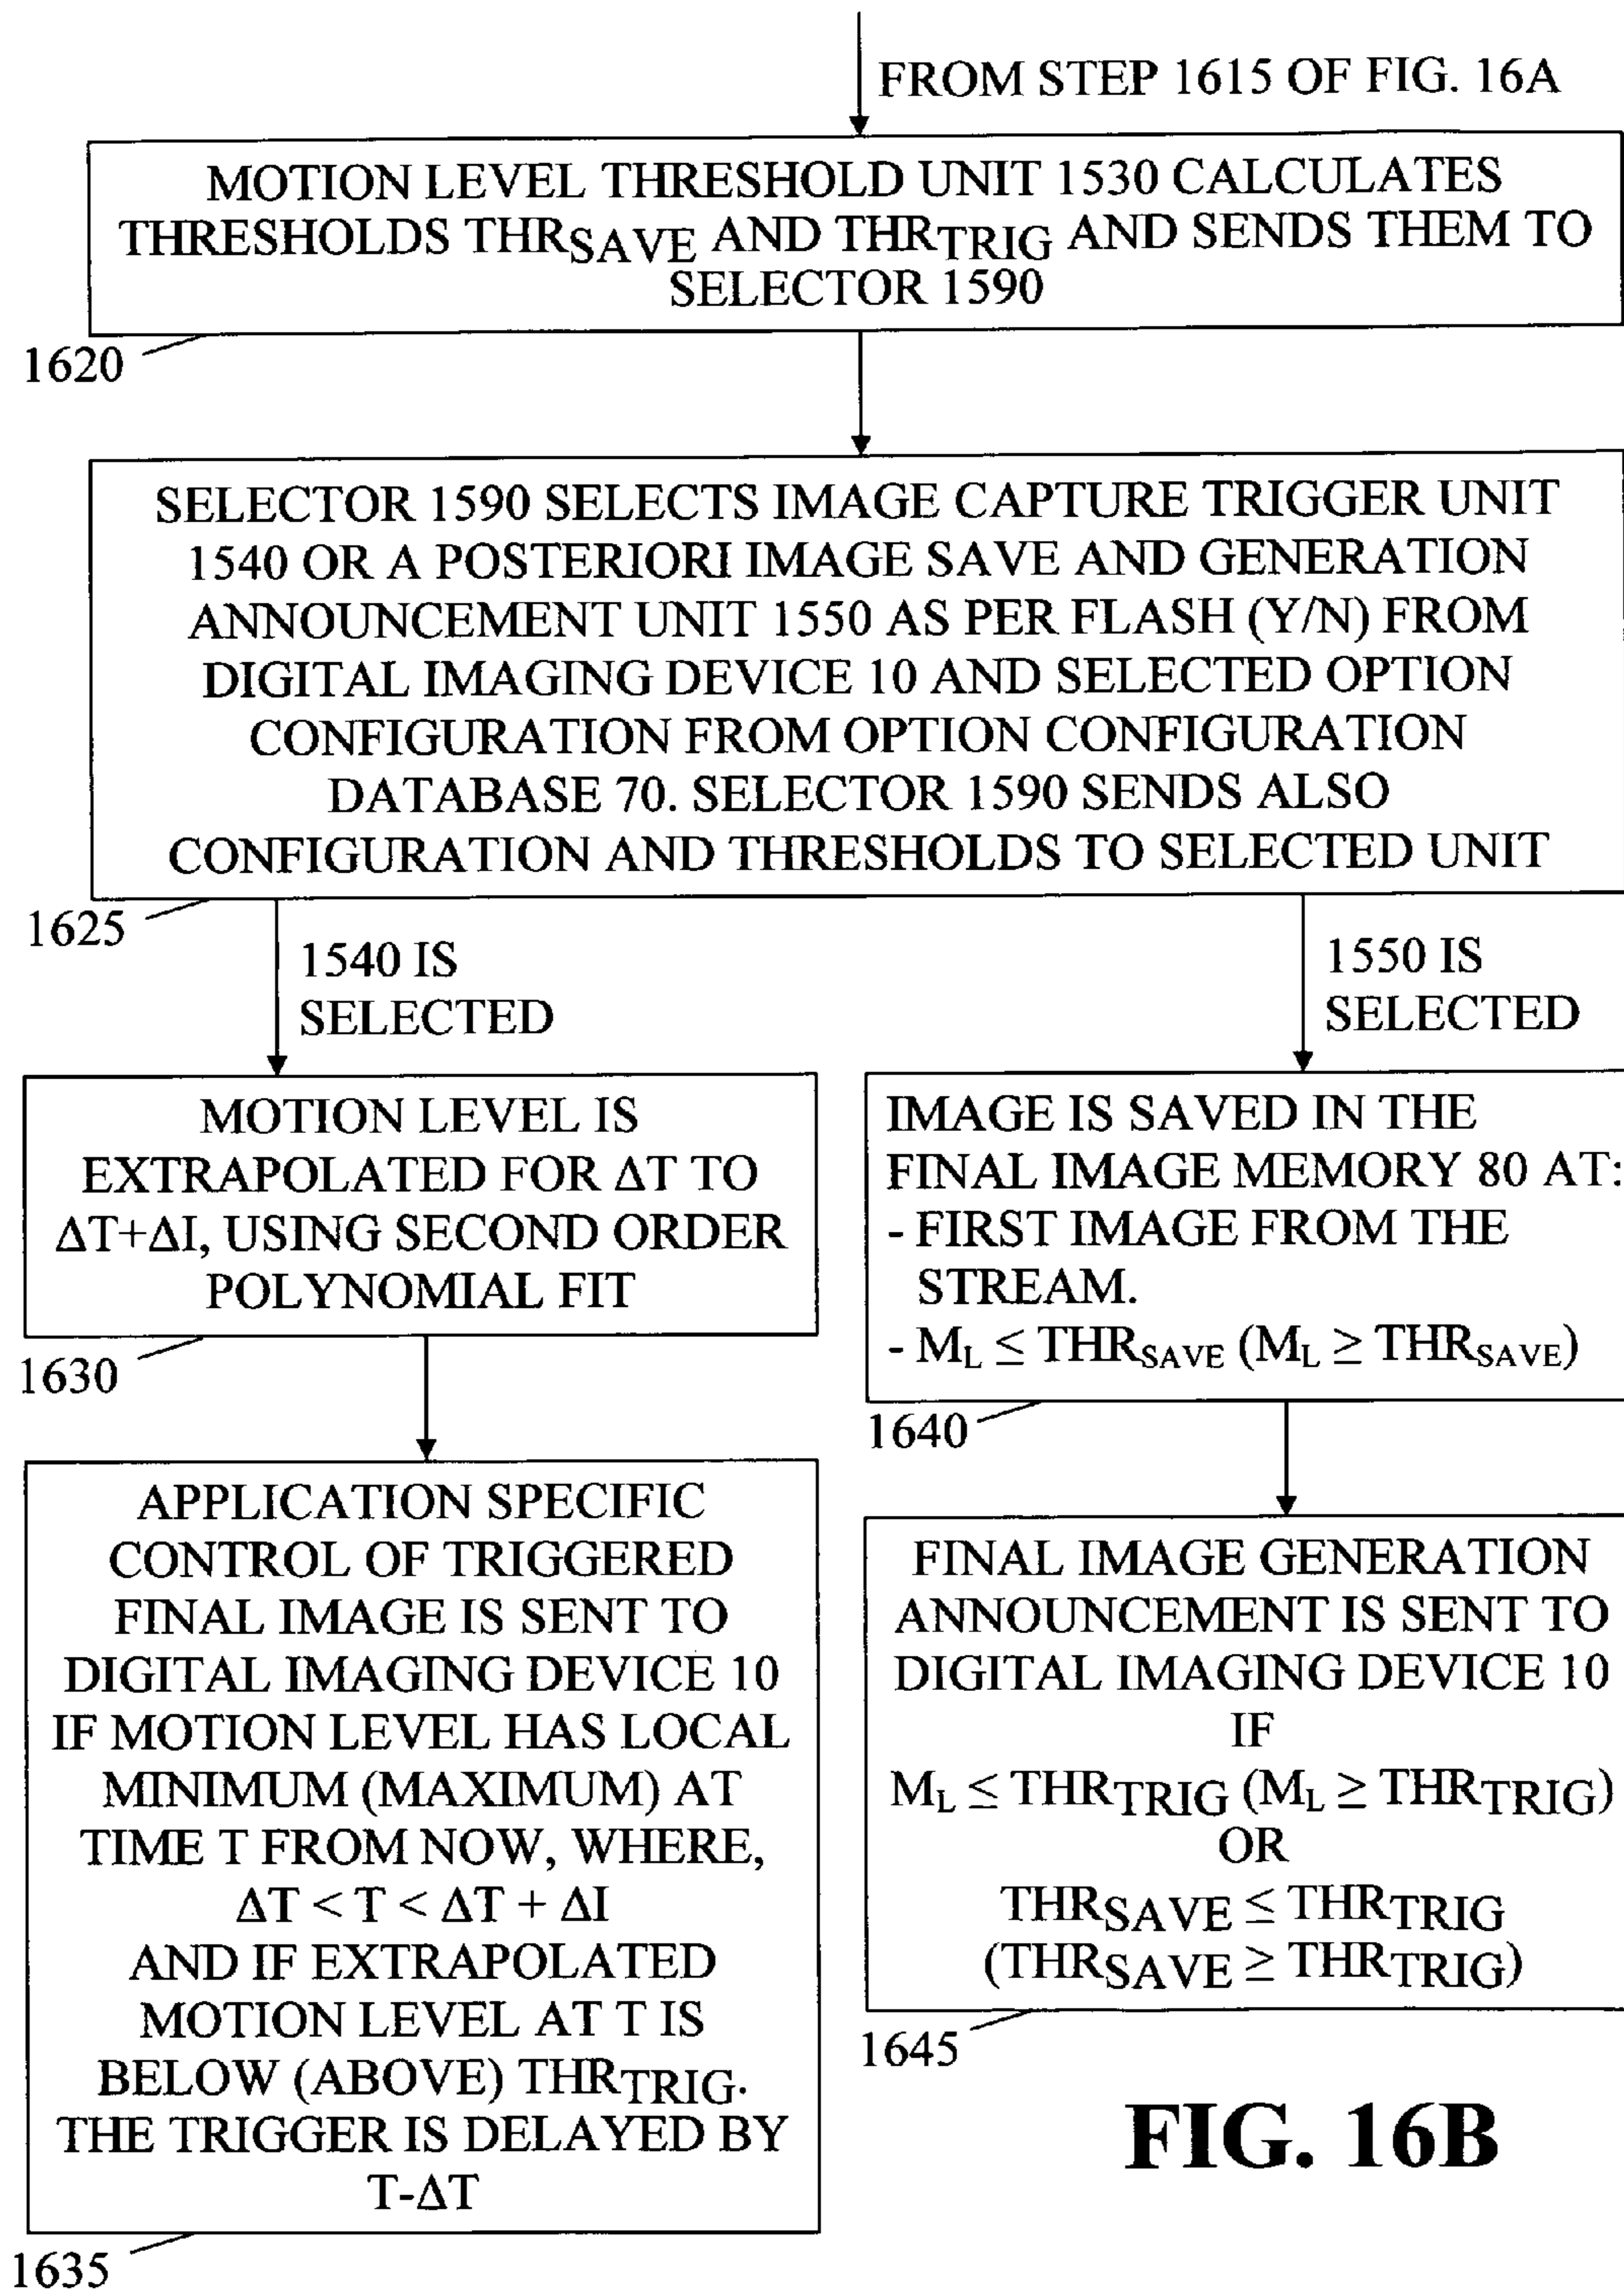 FROM STEP 1615 OF FIG. 16A
MOTION LEVEL THRESHOLD UNIT 1530 CALCULATES
THRESHOLDS THRSAVE AND THRTRIG AND SENDS THEM TO
SELECTOR 1590
1620
SELECTOR 1590 SELECTS IMAGE CAPTURE TRIGGER UNIT
1540 OR A POSTERIORI IMAGE SAVE AND GENERATION
ANNOUNCEMENT UNIT 1550 AS PER FLASH (Y/N) FROM
DIGITAL IMAGING DEVICE 10 AND SELECTED OPTION
CONFIGURATION FROM OPTION CONFIGURATION
DATABASE 70. SELECTOR 1590 SENDS ALSO
CONFIGURATION AND THRESHOLDS TO SELECTED UNIT
1625
1540 IS
SELECTED
1550 IS
SELECTED
MOTION LEVEL IS
EXTRAPOLATED FOR ΔT TO
ΔT+ΔI, USING SECOND ORDER
POLYNOMIAL FIT
1630
APPLICATION SPECIFIC
CONTROL OF TRIGGERED
FINAL IMAGE IS SENT TO
DIGITAL IMAGING DEVICE 10
IF MOTION LEVEL HAS LOCAL
MINIMUM (MAXIMUM) AT
TIME T FROM NOW, WHERE,
ΔT < T < ΔT + ΔI
AND IF EXTRAPOLATED
MOTION LEVEL AT T IS
BELOW (ABOVE) THRTRIG.
THE TRIGGER IS DELAYED BY
T-ΔT
1635
IMAGE IS SAVED IN THE
FINAL IMAGE MEMORY 80 AT:
- FIRST IMAGE FROM THE
STREAM.
- ML ≤ THRSAVE (ML ≥ THRSAVE)
1640
FINAL IMAGE GENERATION
ANNOUNCEMENT IS SENT TO
DIGITAL IMAGING DEVICE 10
IF
ML ≤ THRTRIG (ML ≥ THRTRIG)
OR
THRSAVE ≤ THRTRIG
(THRSAVE ≥ THRTRIG)
1645
FIG. 16B